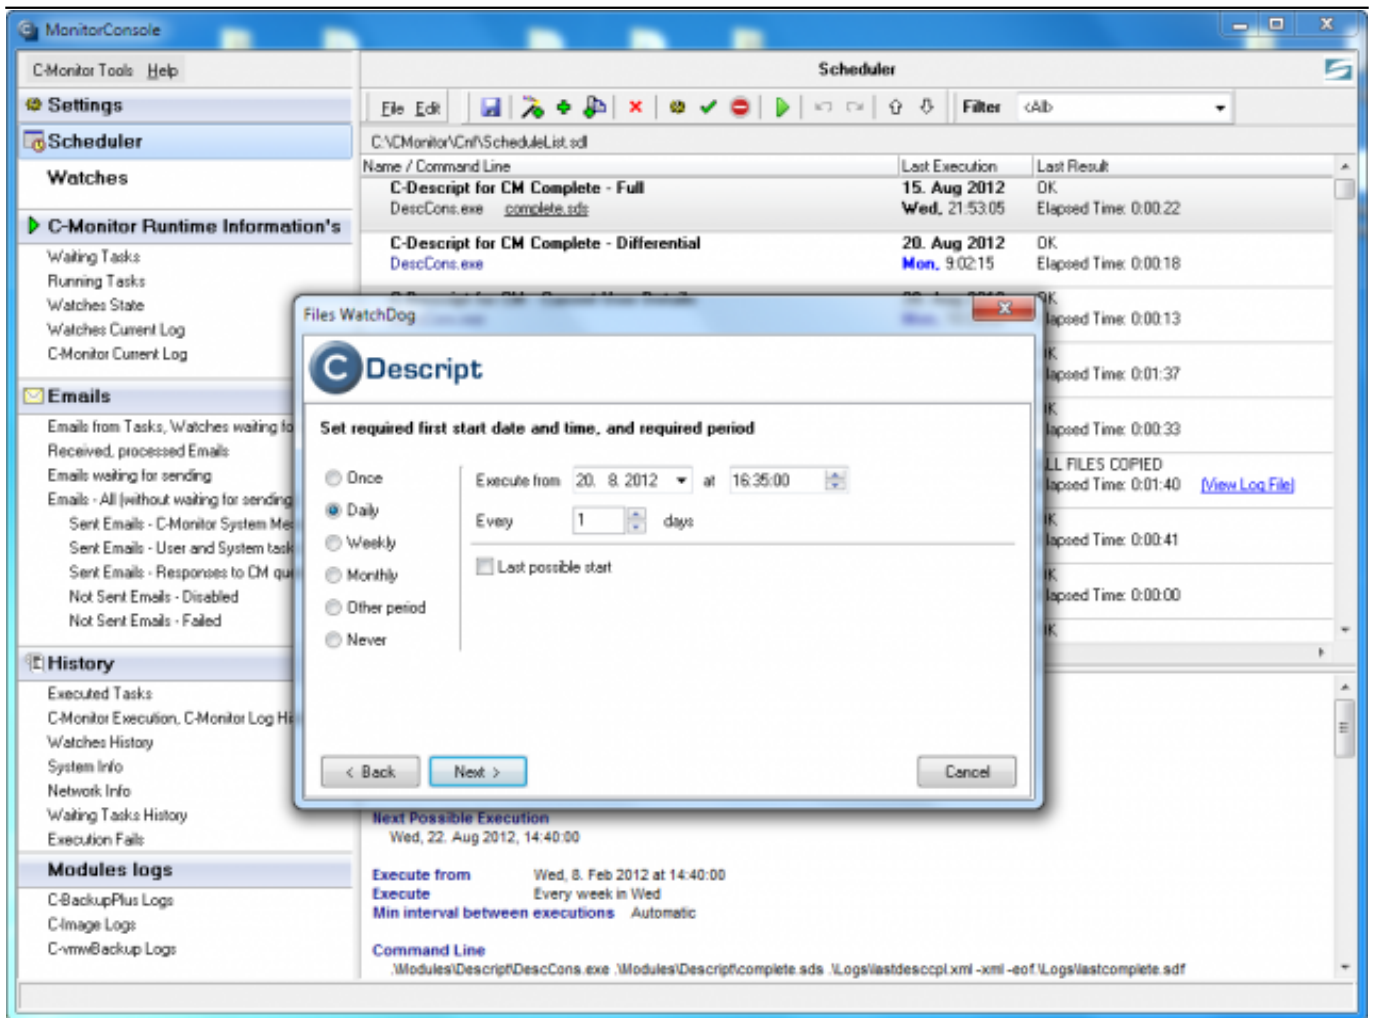 MonitorConsole
C-Monitor Tools Help
Scheduler
Settings
File Edit
Filter <All>
Scheduler
C:\CMonitor\Cnf\ScheduleList.sdl
Watches
Name / Command Line Last Execution Last Result
C-Descript for CM Complete - Full 15. Aug 2012 OK
DescCons.exe complete.sds Wed, 21:53:05 Elapsed Time: 0:00:22
C-Monitor Runtime Information's
C-Descript for CM Complete - Differential 20. Aug 2012 OK
DescCons.exe Mon, 9:02:15 Elapsed Time: 0:00:18
Waiting Tasks
Running Tasks
Watches State
Watches Current Log
C-Monitor Current Log
OK
lapsed Time: 0:00:13
lapsed Time: 0:01:37
lapsed Time: 0:00:33
LL FILES COPIED
lapsed Time: 0:01:40 (View Log File)
lapsed Time: 0:00:41
lapsed Time: 0:00:00
Emails
Emails from Tasks, Watches waiting fo
Received, processed Emails
Emails waiting for sending
Emails - All (without waiting for sending
Sent Emails - C-Monitor System Me
Sent Emails - User and System task
Sent Emails - Responses to CM qu
Not Sent Emails - Disabled
Not Sent Emails - Failed
History
Executed Tasks
C-Monitor Execution, C-Monitor Log Hi
Watches History
System Info
Network Info
Waiting Tasks History
Execution Fails
Modules logs
C-BackupPlus Logs
C-Image Logs
C-vmwBackup Logs
Files WatchDog
C Descript
Set required first start date and time, and required period
Once
Daily
Weekly
Monthly
Other period
Never
Execute from 20. 8. 2012 at 16:35:00
Every 1 days
Last possible start
< Back Next > Cancel
Next Possible Execution
Wed, 22. Aug 2012, 14:40:00
Execute from Wed, 8. Feb 2012 at 14:40:00
Execute Every week in Wed
Min interval between executions Automatic
Command Line
.\Modules\Descript\DescCons.exe .\Modules\Descript\complete.sds .\Logs\lastdesccpl.xml -xml -eof.\Logs\lastcomplete.sdf